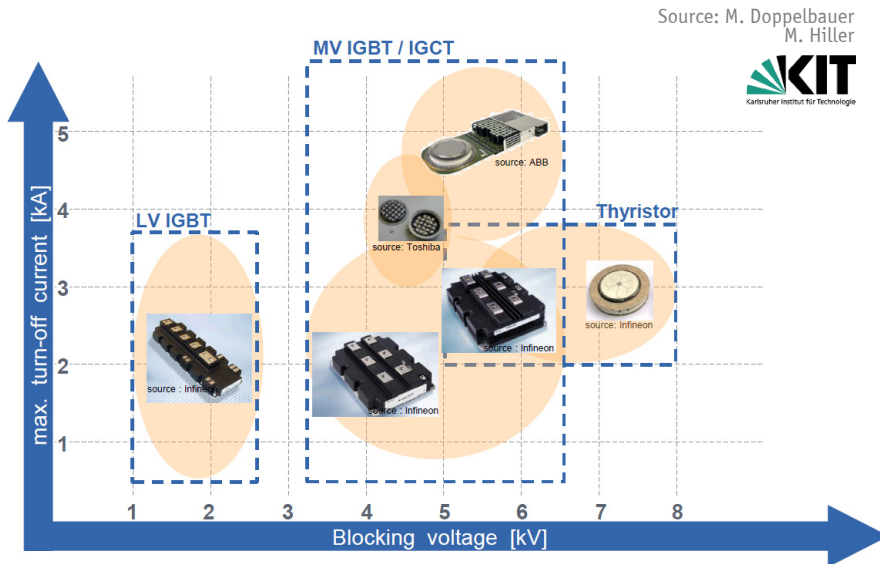 Source: M. Doppelbauer
M. Hiller
KIT
Karlsruher Institut für Technologie
MV IGBT / IGCT
LV IGBT
Thyristor
source: ABB
source: Toshiba
source : Infineon
source: Infineon
source : Infineon
source : Infineon
max. turn-off current [kA]
5
4
3
2
1
1 2 3 4 5 6 7 8
Blocking voltage [kV]